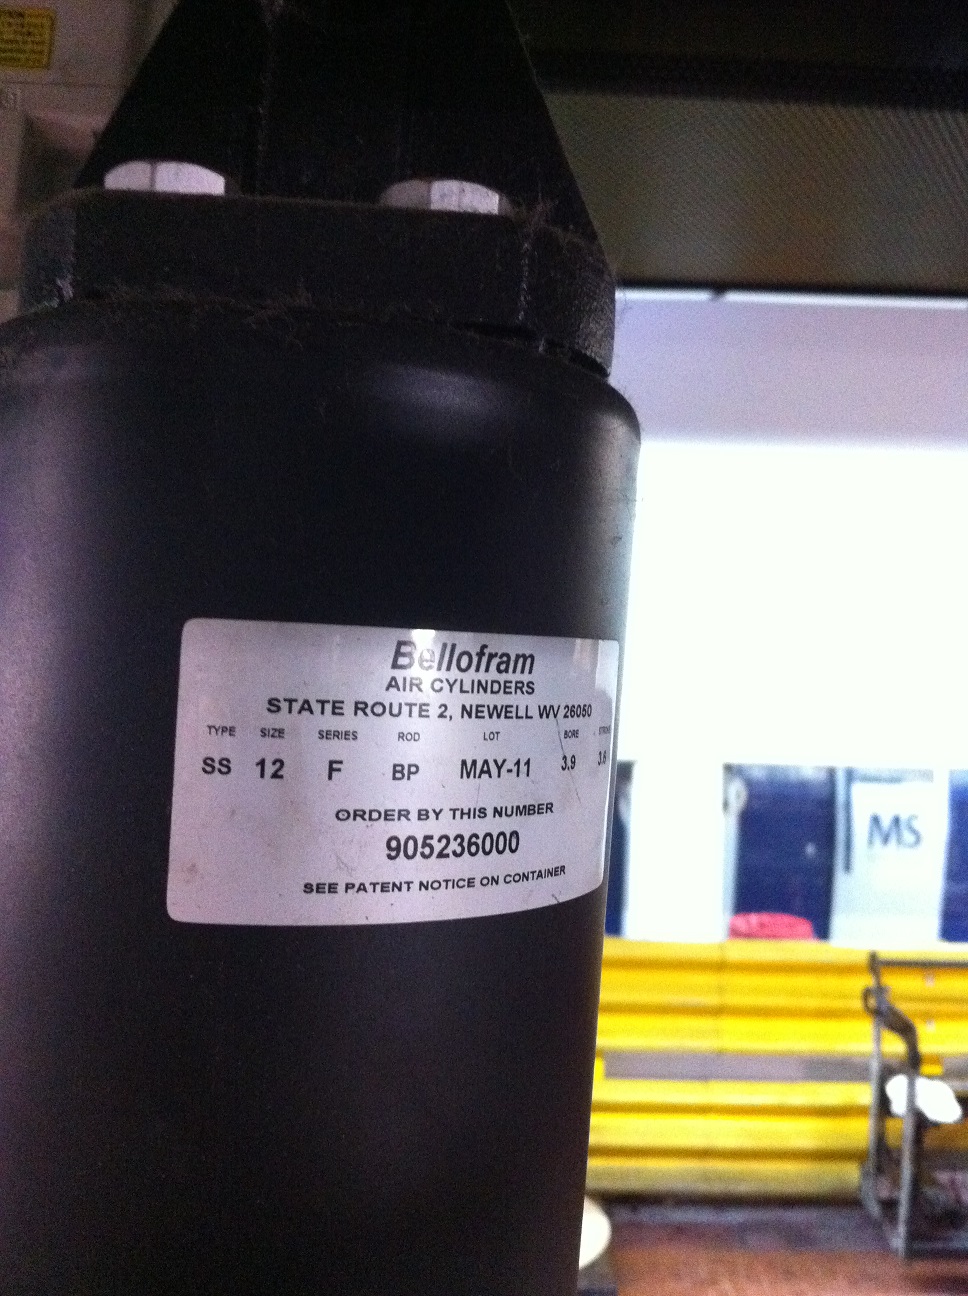 Bellofram
AIR CYLINDERS
STATE ROUTE 2, NEWELL WV 26050
TYPE SIZE SERIES ROD LOT BORE
SS 12 F BP MAY-11 3.9
ORDER BY THIS NUMBER
905236000
SEE PATENT NOTICE ON CONTAINER
MS